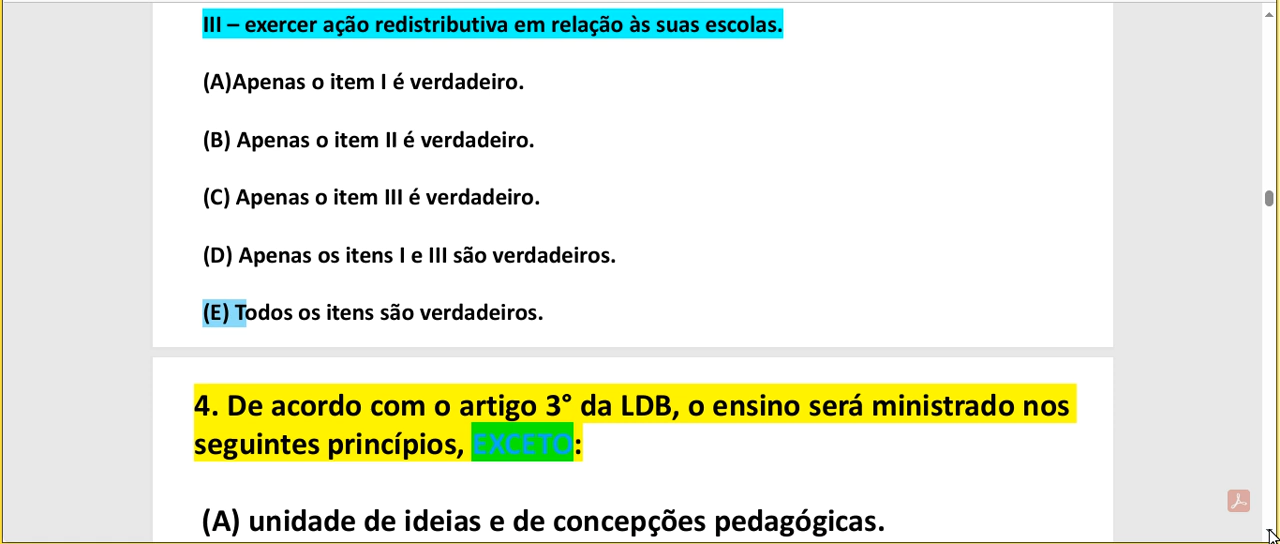 III – exercer ação redistributiva em relação às suas escolas.
(A)Apenas o item I é verdadeiro.
(B) Apenas o item II é verdadeiro.
(C) Apenas o item III é verdadeiro.
(D) Apenas os itens I e III são verdadeiros.
(E) Todos os itens são verdadeiros.
4. De acordo com o artigo 3° da LDB, o ensino será ministrado nos
seguintes princípios, EXCETO:
(A) unidade de ideias e de concepções pedagógicas.